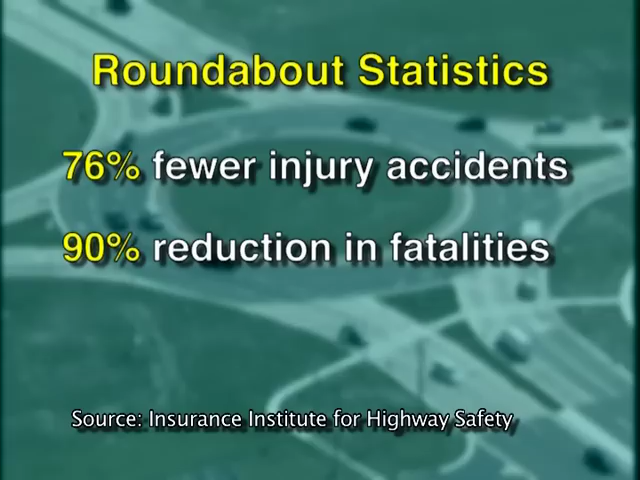 Roundabout Statistics
76% fewer injury accidents
90% reduction in fatalities
Source: Insurance Institute for Highway Safety